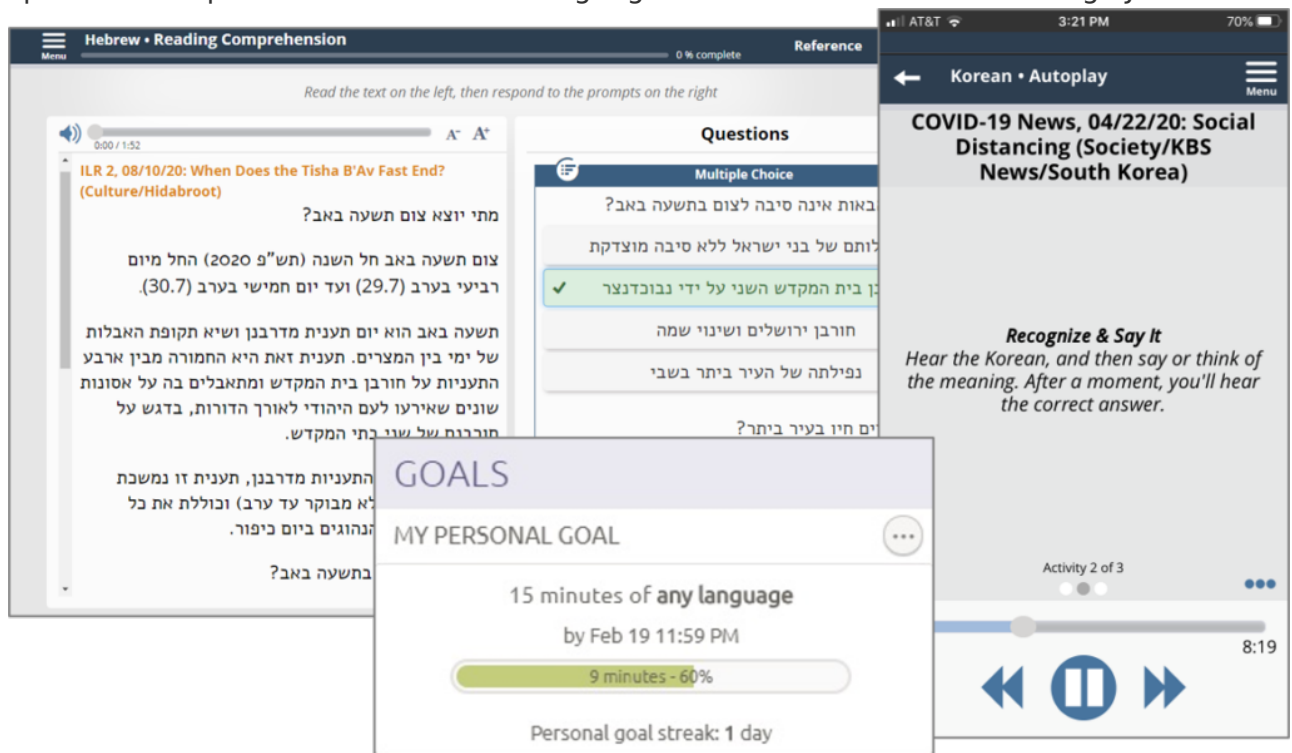 Hebrew • Reading Comprehension
Menu
0 % complete
Reference
Read the text on the left, then respond to the prompts on the right
0:00 / 1:52
A- A+
ILR 2, 08/10/20: When Does the Tisha B'Av Fast End?
(Culture/Hidabroot)
מתי יוצא צום תשעה באב?
צום תשעה באב חל השנה (תש"פ 2020) החל מיום
רביעי בערב (29.7) ועד יום חמישי בערב (30.7).
תשעה באב הוא יום תענית מדרבנן ושיא תקופת האבלות
של ימי בין המצרים. תענית זאת היא החמורה מבין ארבע
התעניות על חורבן בית המקדש ומתאבלים בה על אסונות
שונים שאירעו לעם היהודי לאורך הדורות, בדגש על
חורבנם של שני בתי המקדש.
התעניות מדרבנן, תענית זו נמשכת
לא מבוקר עד ערב) וכוללת את כל
הנהוגים ביום כיפור.
בתשעה באב?
Questions
Multiple Choice
באות אינה סיבה לצום בתשעה באב?
של בני ישראל ללא סיבה מוצדקת
בית המקדש השני על ידי נבוכדנצר
חורבן ירושלים ושינוי שמה
נפילתה של העיר ביתר בשבי
חיו בעיר ביתר?
GOALS
MY PERSONAL GOAL
15 minutes of any language
by Feb 19 11:59 PM
9 minutes - 60%
Personal goal streak: 1 day
AT&T 3:21 PM 70%
Korean • Autoplay
Menu
COVID-19 News, 04/22/20: Social
Distancing (Society/KBS
News/South Korea)
Recognize & Say It
Hear the Korean, and then say or think of
the meaning. After a moment, you'll hear
the correct answer.
Activity 2 of 3
8:19